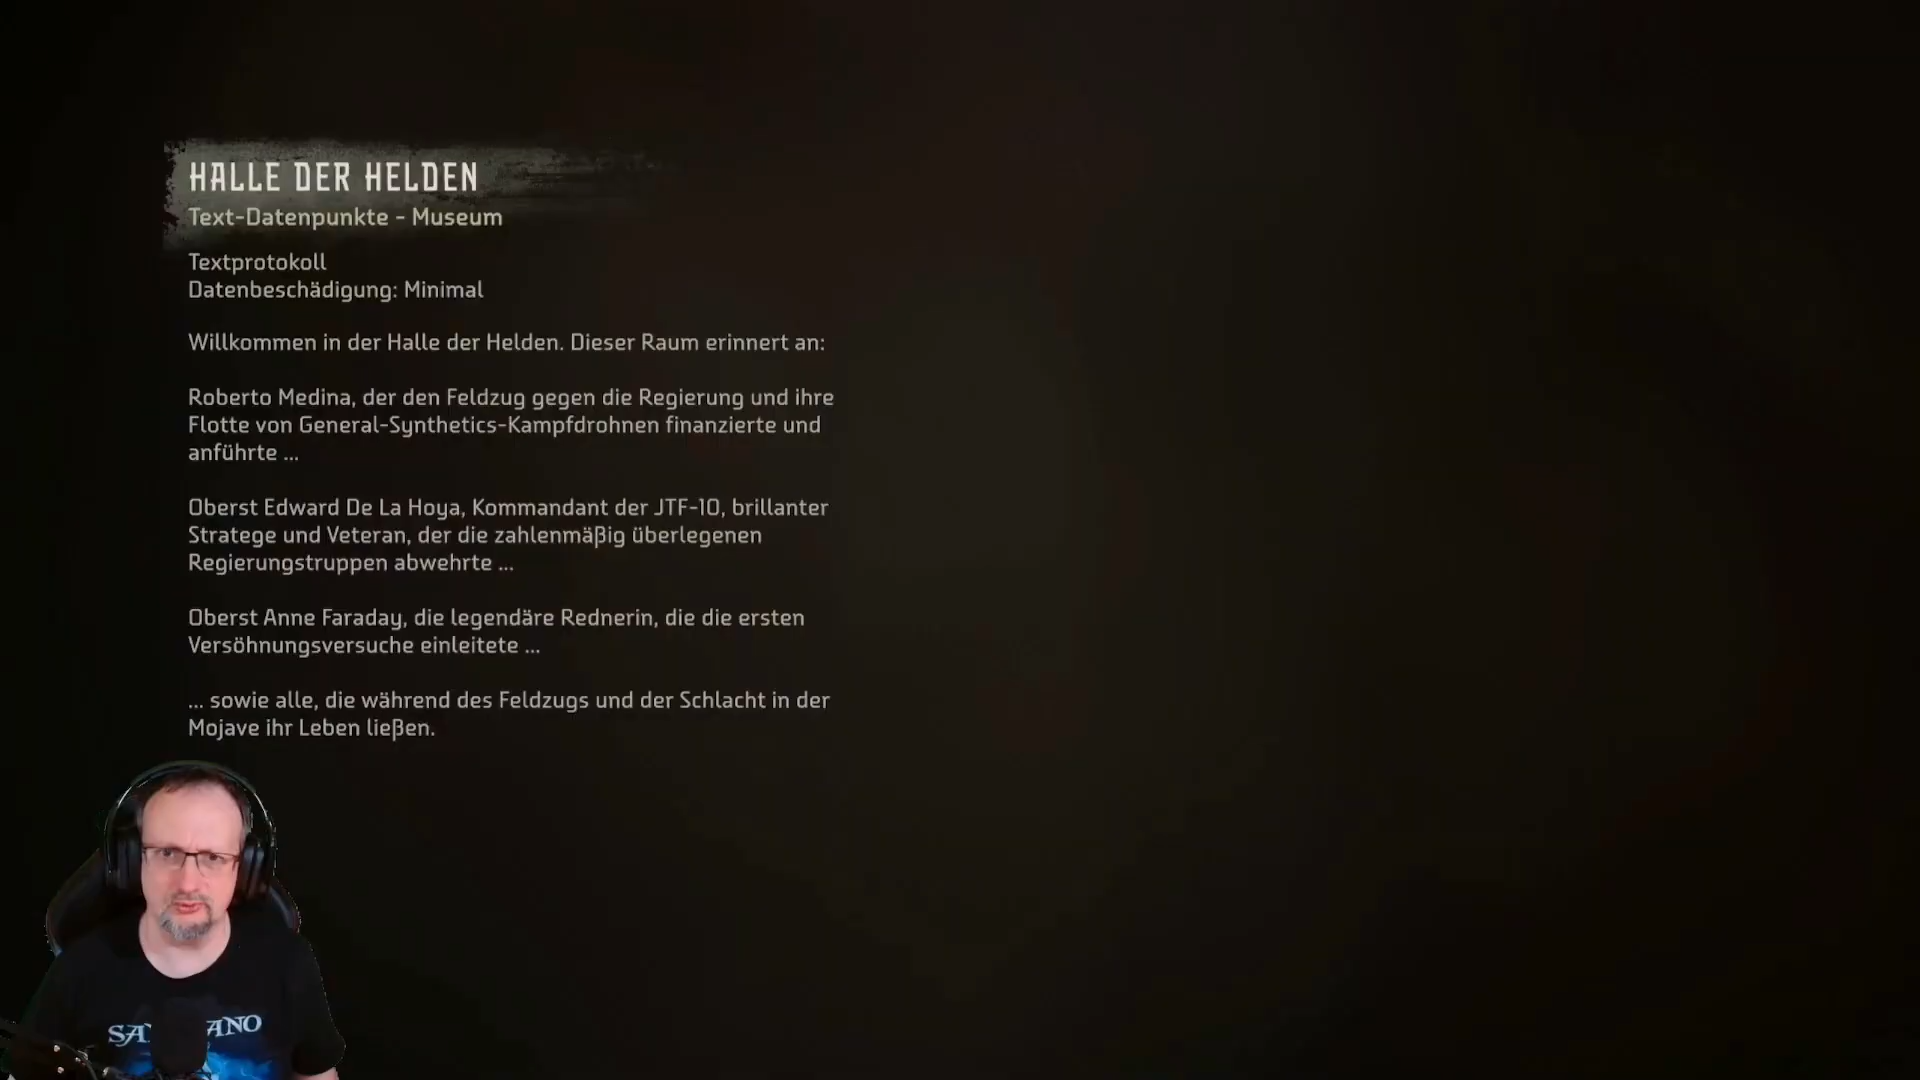 HALLE DER HELDEN
Text-Datenpunkte - Museum
Textprotokoll
Datenbeschädigung: Minimal
Willkommen in der Halle der Helden. Dieser Raum erinnert an:
Roberto Medina, der den Feldzug gegen die Regierung und ihre
Flotte von General-Synthetics-Kampfdrohnen finanzierte und
anführte ...
Oberst Edward De La Hoya, Kommandant der JTF-10, brillanter
Stratege und Veteran, der die zahlenmäßig überlegenen
Regierungstruppen abwehrte ...
Oberst Anne Faraday, die legendäre Rednerin, die die ersten
Versöhnungsversuche einleitete ...
... sowie alle, die während des Feldzugs und der Schlacht in der
Mojave ihr Leben ließen.